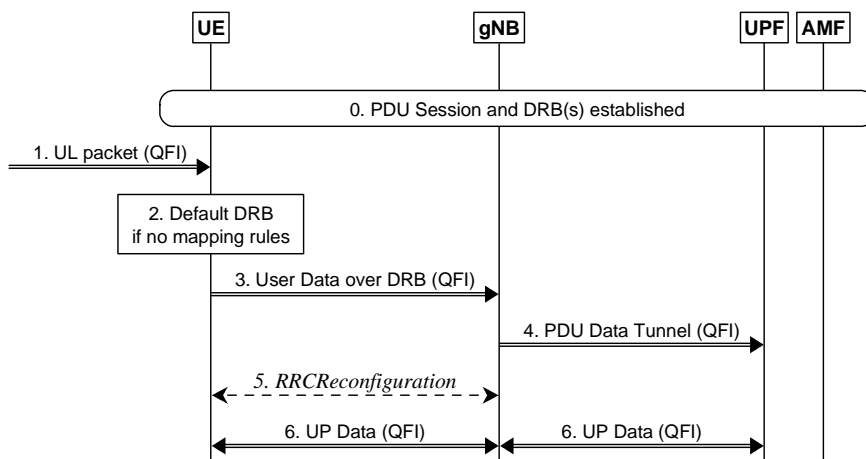 UE
gNB
UPF
AMF
0. PDU Session and DRB(s) established
1. UL packet (QFI)
2. Default DRB
if no mapping rules
3. User Data over DRB (QFI)
4. PDU Data Tunnel (QFI)
5. RRCReconfiguration
6. UP Data (QFI)
6. UP Data (QFI)